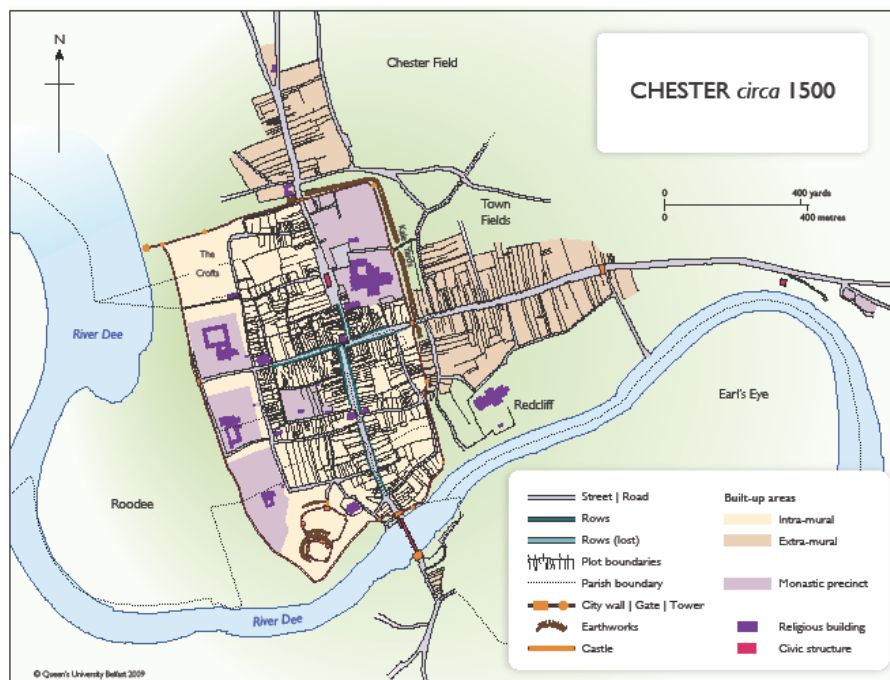 N
Chester Field
CHESTER circa 1500
400 yards
0
0
400 metres
Town
Fields
Kale
Yards
The
Crofts
River Dee
Earl's Eye
Redcliff
Roodee
River Dee
Street | Road
Rows
Rows (lost)
Plot boundaries
Parish boundary
City wall | Gate | Tower
Earthworks
Castle
Built-up areas
Intra-mural
Extra-mural
Monastic precinct
Religious building
Civic structure
© Queen's University Belfast 2009